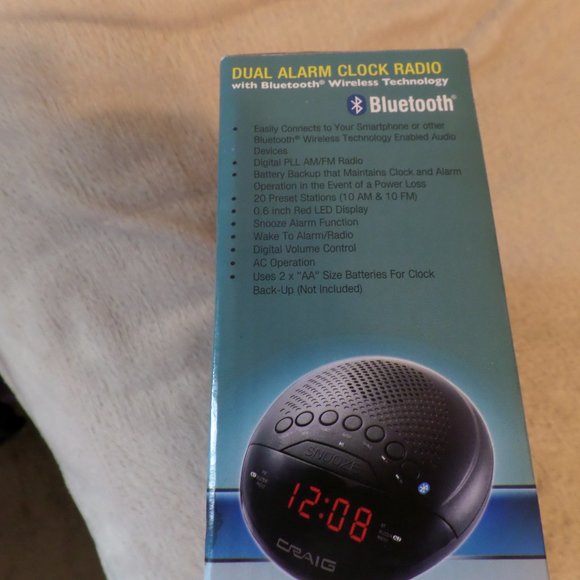 DUAL ALARM CLOCK RADIO
with Bluetooth® Wireless Technology
Bluetooth®
• Easily Connects to Your Smartphone or other
Bluetooth® Wireless Technology Enabled Audio
Devices
• Digital PLL AM/FM Radio
• Battery Backup that Maintains Clock and Alarm
Operation in the Event of a Power Loss
• 20 Preset Stations (10 AM & 10 FM)
• 0.6 inch Red LED Display
• Snooze Alarm Function
• Wake To Alarm/Radio
• Digital Volume Control
• AC Operation
• Uses 2 x "AA" Size Batteries For Clock
Back-Up (Not Included)
SNOOZE
12:08
CRAIG